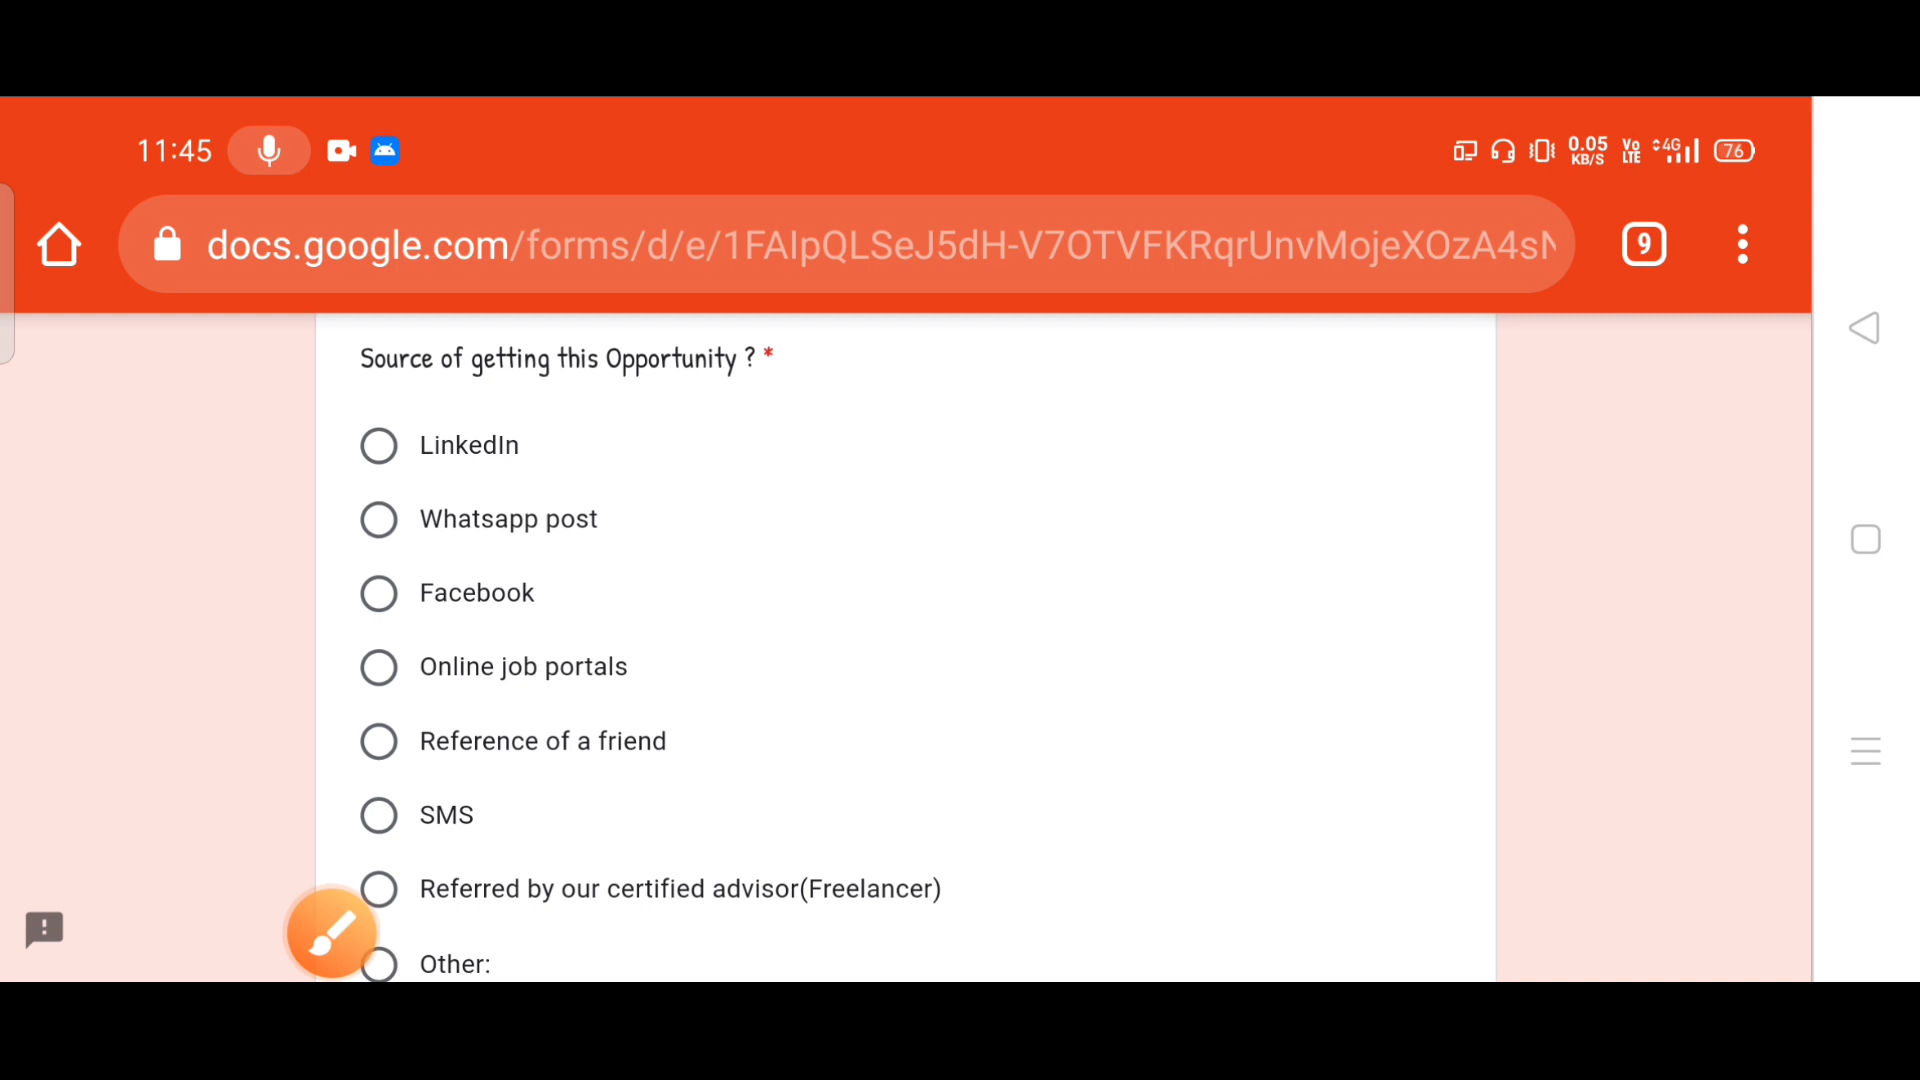 11:45
0.05
KB/S
Vo
LTE
4G
76
docs.google.com/forms/d/e/1FAIpQLSeJ5dH-V7OTVFKRqrUnvMojeXOzA4sN
9
Source of getting this Opportunity ? *
LinkedIn
Whatsapp post
Facebook
Online job portals
Reference of a friend
SMS
Referred by our certified advisor(Freelancer)
Other: